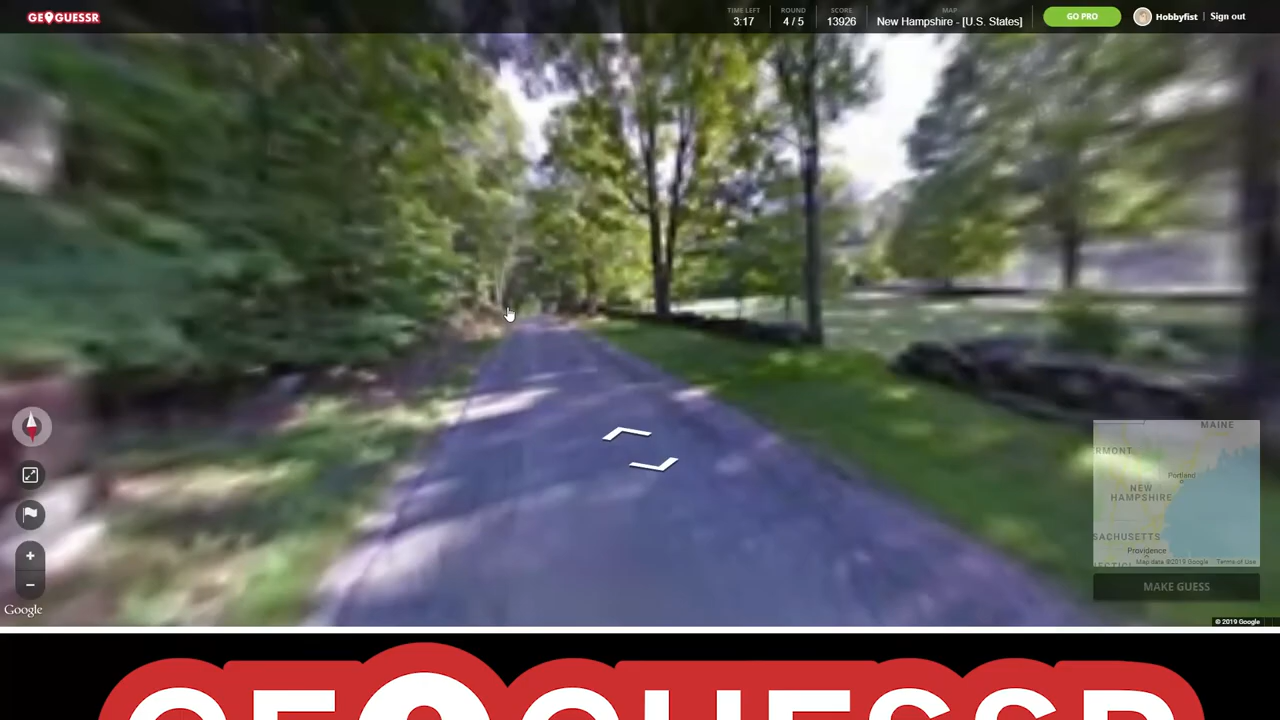 GEOGUESSR
TIME LEFT
3:17
ROUND
4 / 5
SCORE
13926
MAP
New Hampshire - [U.S. States]
GO PRO
Hobbyfist
Sign out
MAINE
RMONT
Portland
NEW
HAMPSHIRE
SACHUSETTS
Providence
Map data ©2019 Google
Terms of Use
MAKE GUESS
Google
© 2019 Google
GEOGUESSR